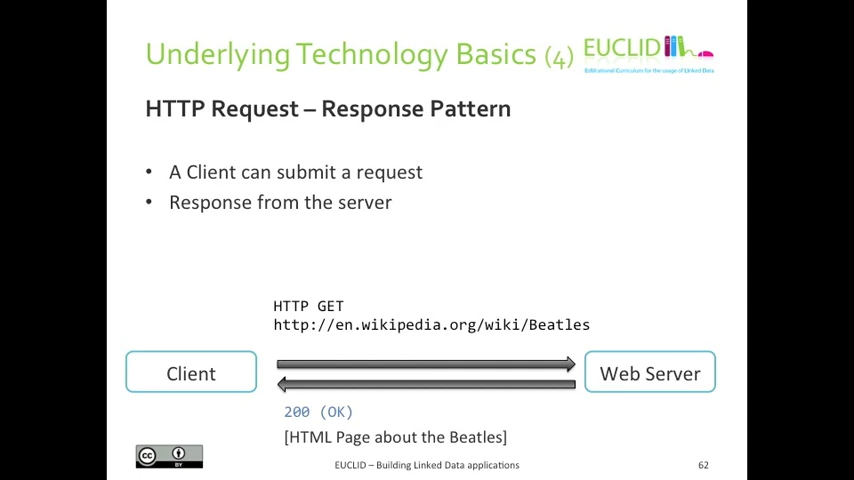 Underlying Technology Basics (4)
EUCLID
Educational Curriculum for the usage of Linked Data
HTTP Request – Response Pattern
• A Client can submit a request
• Response from the server
HTTP GET
http://en.wikipedia.org/wiki/Beatles
Client
Web Server
200 (OK)
[HTML Page about the Beatles]
cc
BY
EUCLID – Building Linked Data applications
62